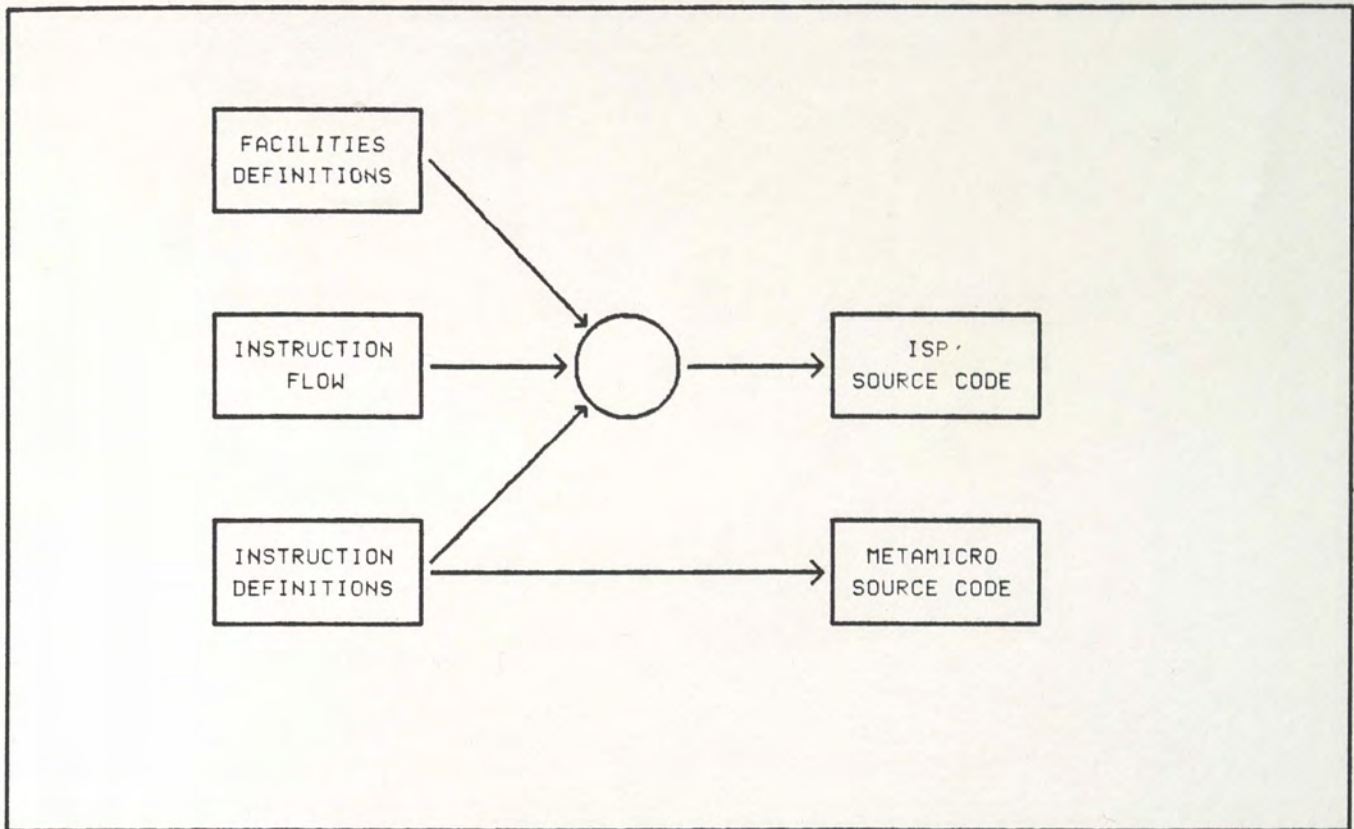 FACILITIES
DEFINITIONS
INSTRUCTION
FLOW
ISP'
SOURCE CODE
INSTRUCTION
DEFINITIONS
METAMICRO
SOURCE CODE